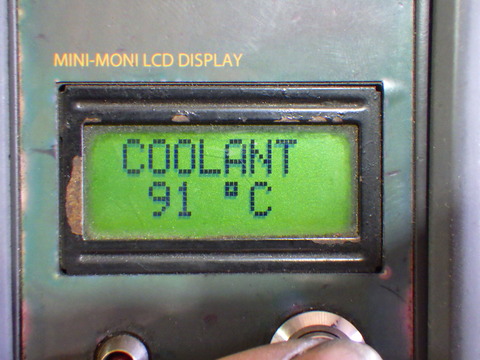 MINI-MONI LCD DISPLAY
COOLANT
91 °C